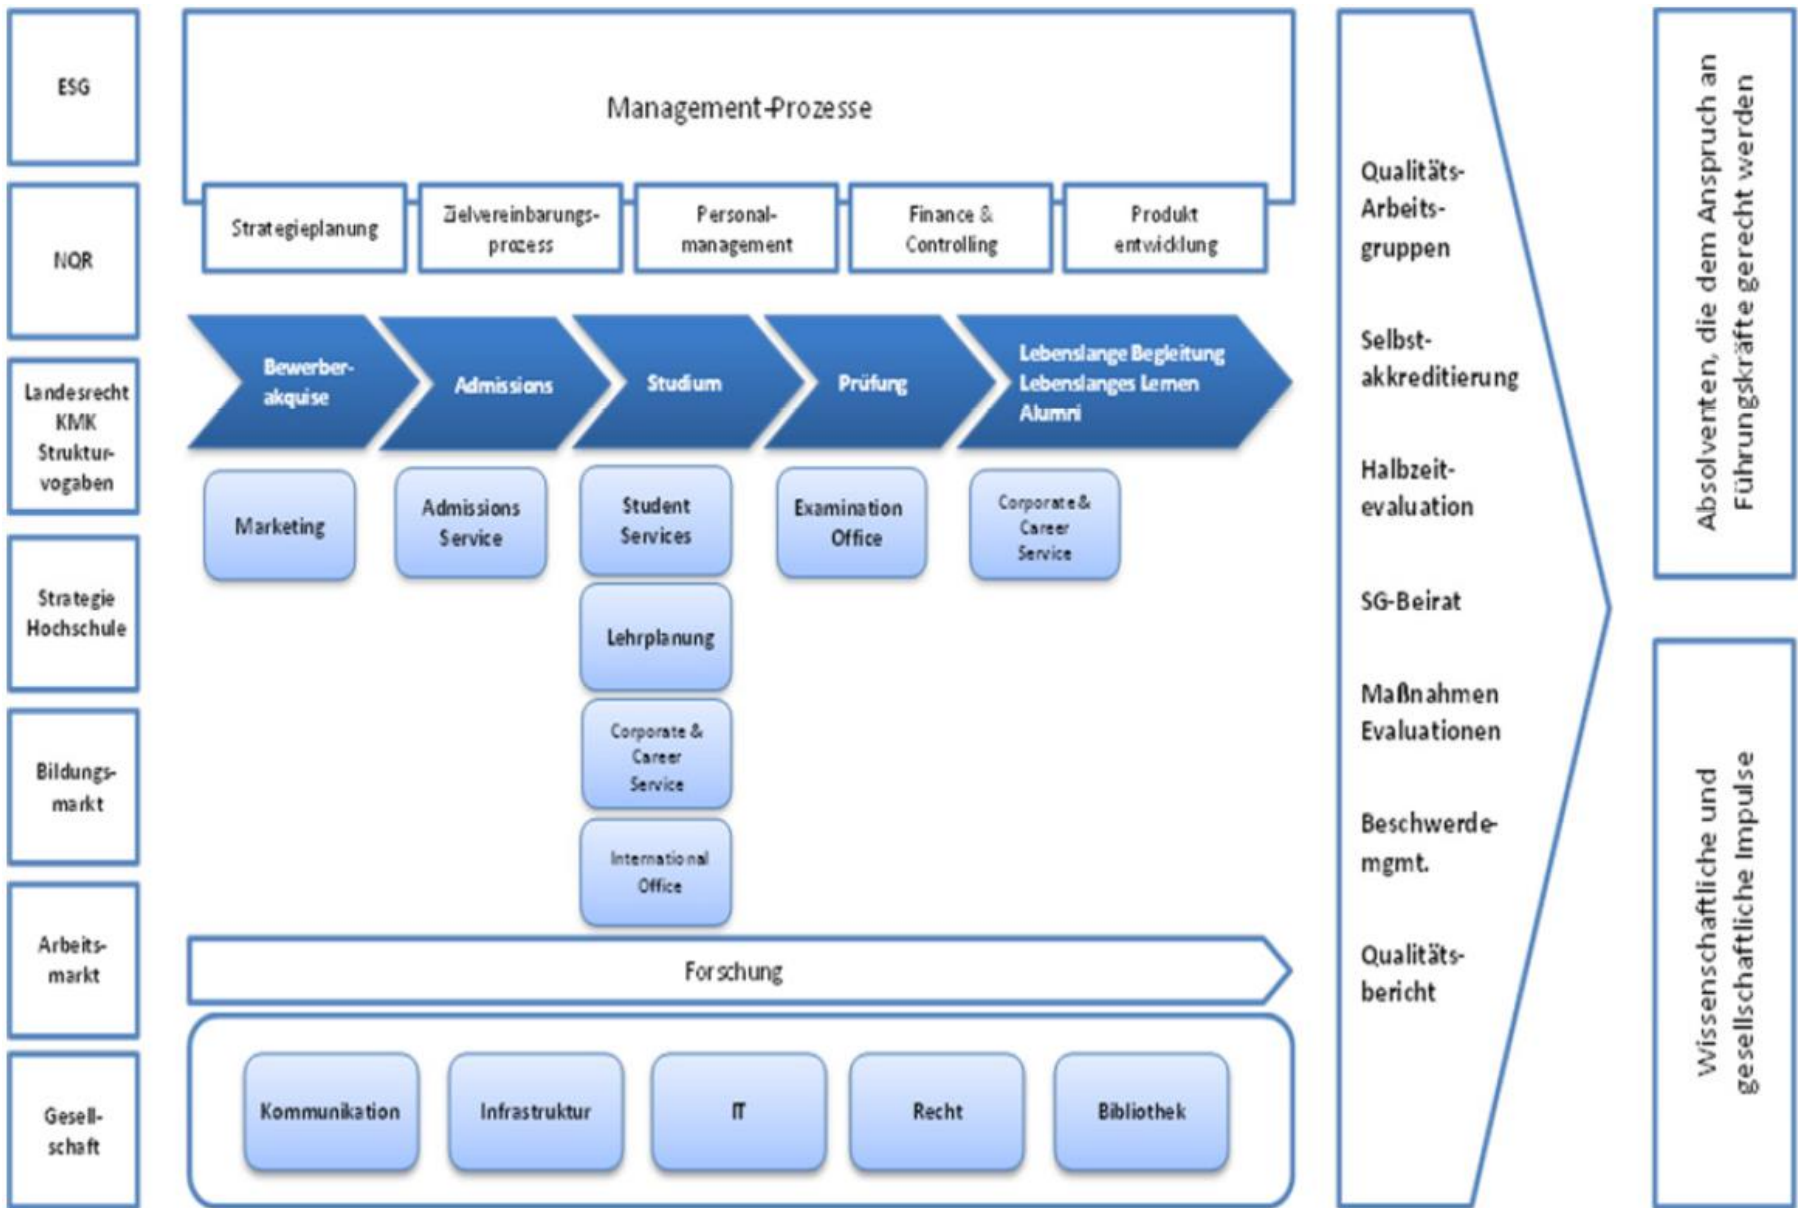 ESG
NQR
Landesrecht
KMK
Struktur-
vogaben
Strategie
Hochschule
Bildungs-
markt
Arbeits-
markt
Gesell-
schaft
Management-Prozesse
Strategieplanung
Zielvereinbarungs-
prozess
Personal-
management
Finance &
Controlling
Produkt
entwicklung
Bewerber-
akquise
Admissions
Studium
Prüfung
Lebenslange Begleitung
Lebenslanges Lernen
Alumni
Marketing
Admissions
Service
Student
Services
Lehrplanung
Corporate &
Career
Service
International
Office
Examination
Office
Corporate &
Career
Service
Forschung
Kommunikation
Infrastruktur
IT
Recht
Bibliothek
Qualitäts-
Arbeits-
gruppen
Selbst-
akkreditierung
Halbzeit-
evaluation
SG-Beirat
Maßnahmen
Evaluationen
Beschwerde-
mgmt.
Qualitäts-
bericht
Absolventen, die dem Anspruch an
Führungskräfte gerecht werden
Wissenschaftliche und
gesellschaftliche Impulse